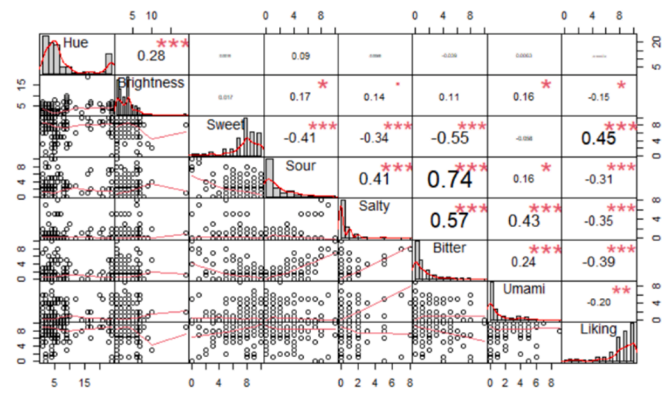 5 10 0 4 8 0 4 8 0 4 8
Hue 0.28 *** 0.09 5 20
15 5 Brightness 0.017 0.17 * 0.14 * 0.11 0.16 * -0.15 *
Sweet -0.41 *** -0.34 *** -0.55 *** -0.058 0.45 *** 0 4 8
0 4 8 Sour 0.41 *** 0.74 *** 0.16 * -0.31 ***
Salty 0.57 *** 0.43 *** -0.35 *** 0 4 8
0 4 8 Bitter 0.24 *** -0.39 ***
Umami -0.20 ** 0 4 8
0 4 8 Liking
5 15 0 4 8 0 2 4 6 8 0 2 4 6 8